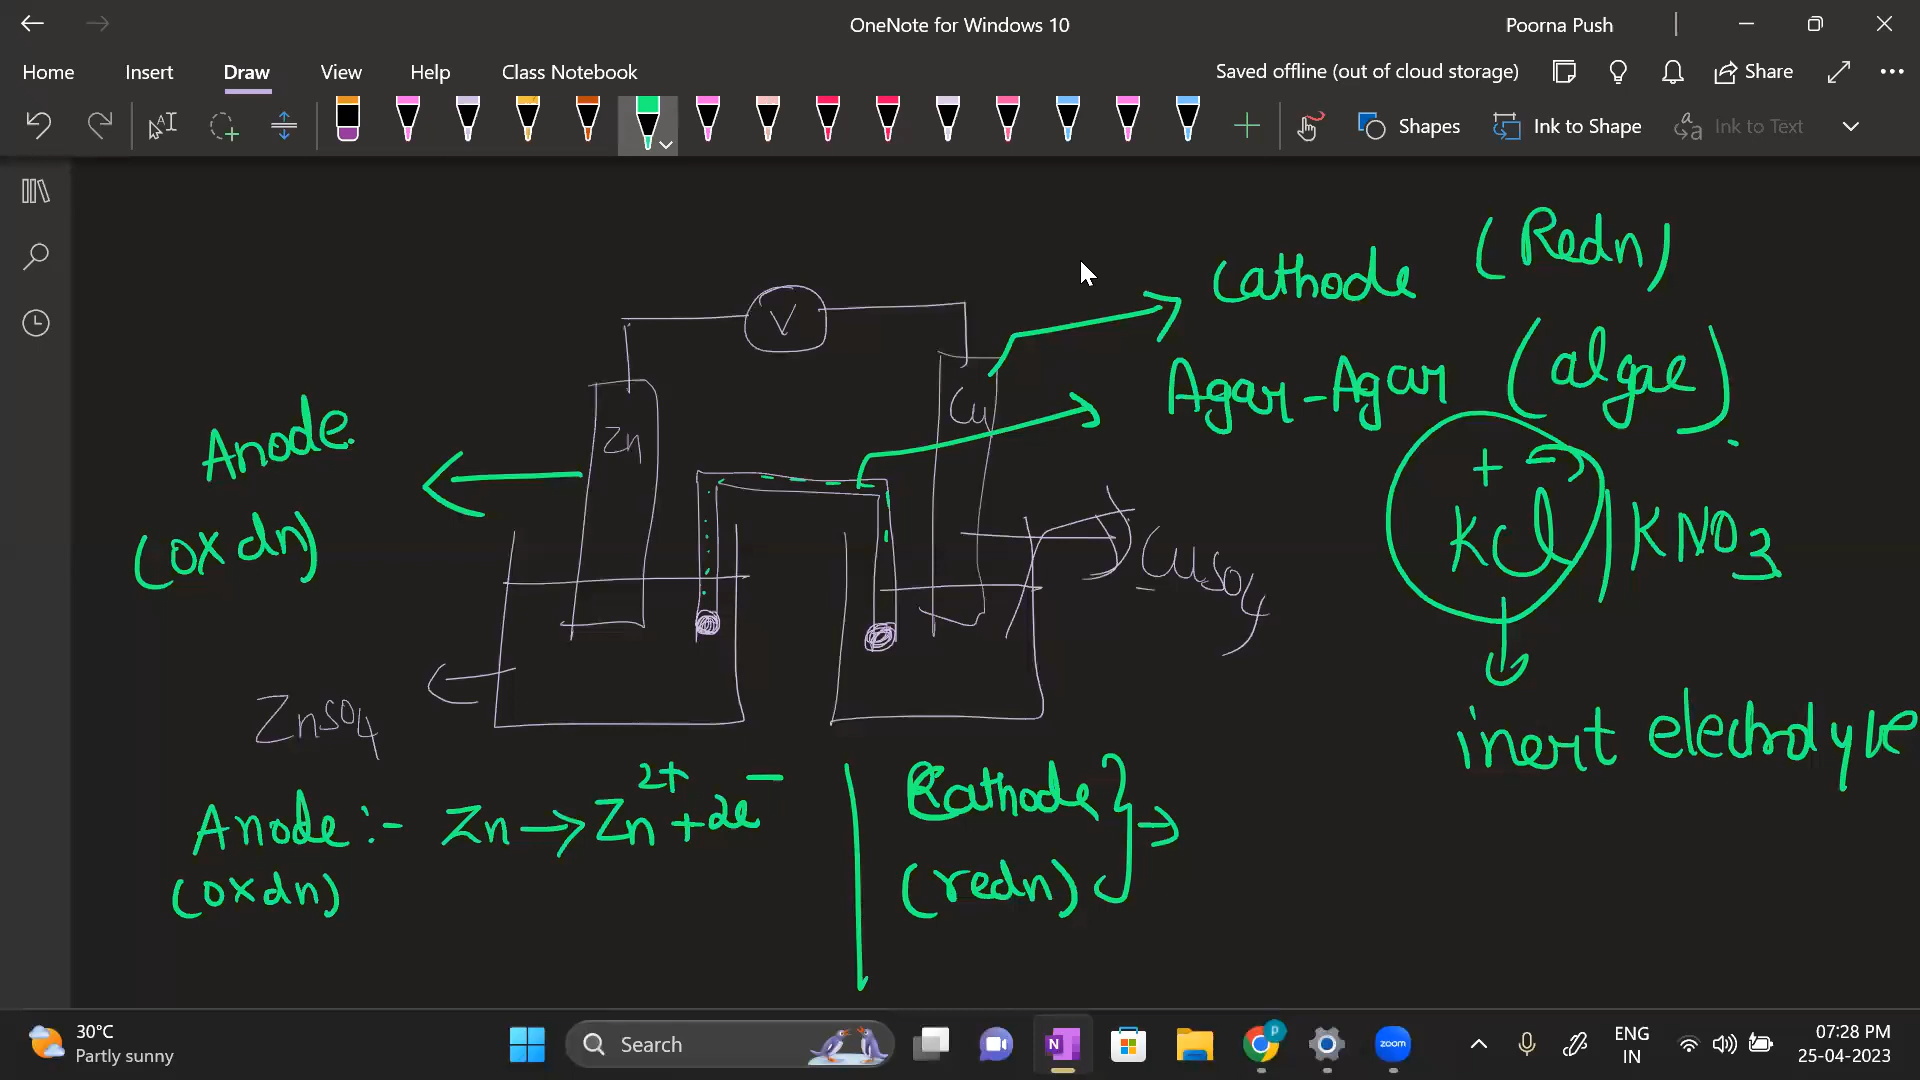 OneNote for Windows 10
Poorna Push
Home Insert Draw View Help Class Notebook
Saved offline (out of cloud storage)
Share
Shapes
Ink to Shape
Ink to Text
Cathode (Redn)
V
Agar-Agar (algae)
Cu
Zn
Anode
(oxdn)
+ -
KCl | KNO3
CuSO4
ZnSO4
inert electrolyte
Anode :- Zn → Zn2+ + 2e-
(oxdn)
Cathode
(redn) →
30°C
Partly sunny
Search
zoom
ENG
IN
07:28 PM
25-04-2023